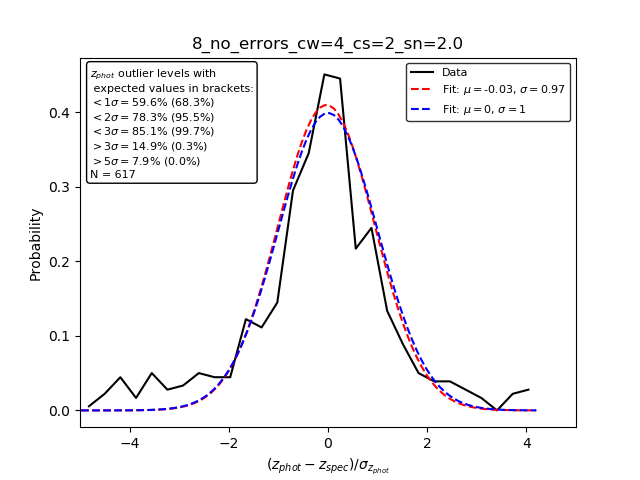 8_no_errors_cw=4_cs=2_sn=2.0
z_phot outlier levels with
expected values in brackets:
< 1σ = 59.6% (68.3%)
< 2σ = 78.3% (95.5%)
< 3σ = 85.1% (99.7%)
> 3σ = 14.9% (0.3%)
> 5σ = 7.9% (0.0%)
N = 617
Data
Fit: μ = -0.03, σ = 0.97
Fit: μ = 0, σ = 1
Probability
0.4
0.3
0.2
0.1
0.0
−4 −2 0 2 4
(z_phot − z_spec)/σ_z_phot